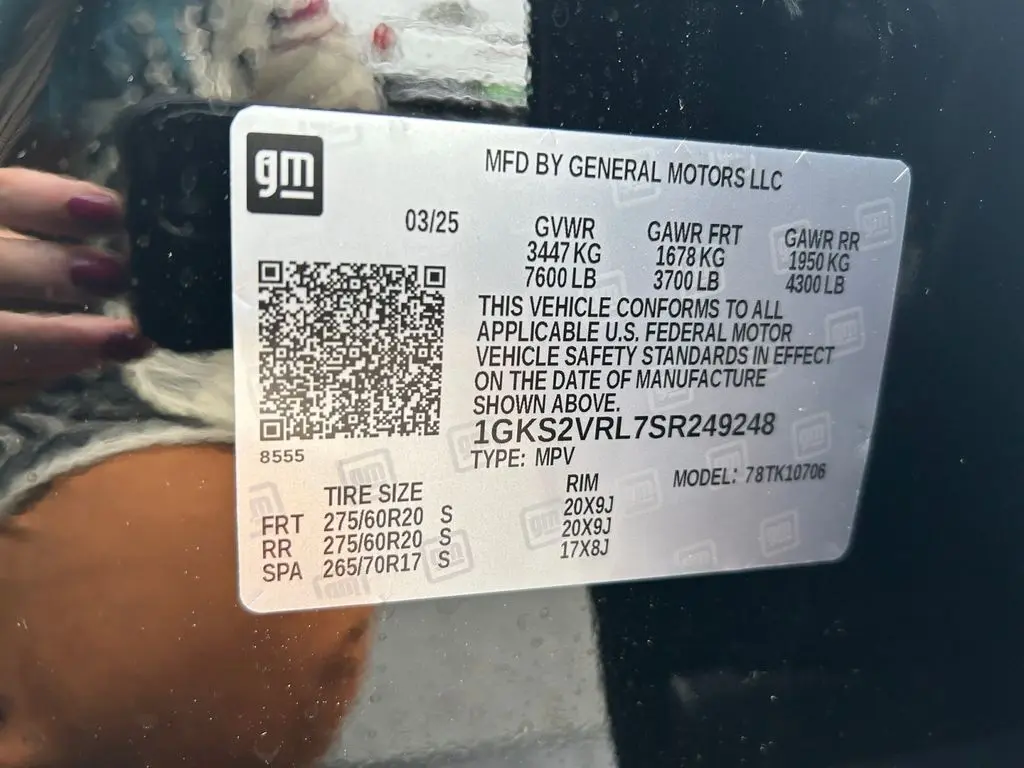 gm
MFD BY GENERAL MOTORS LLC
03/25
GVWR GAWR FRT GAWR RR
3447 KG 1678 KG 1950 KG
7600 LB 3700 LB 4300 LB
THIS VEHICLE CONFORMS TO ALL
APPLICABLE U.S. FEDERAL MOTOR
VEHICLE SAFETY STANDARDS IN EFFECT
ON THE DATE OF MANUFACTURE
SHOWN ABOVE.
1GKS2VRL7SR249248
8555
TYPE: MPV
MODEL: 78TK10706
TIRE SIZE RIM
FRT 275/60R20 S 20X9J
RR 275/60R20 S 20X9J
SPA 265/70R17 S 17X8J